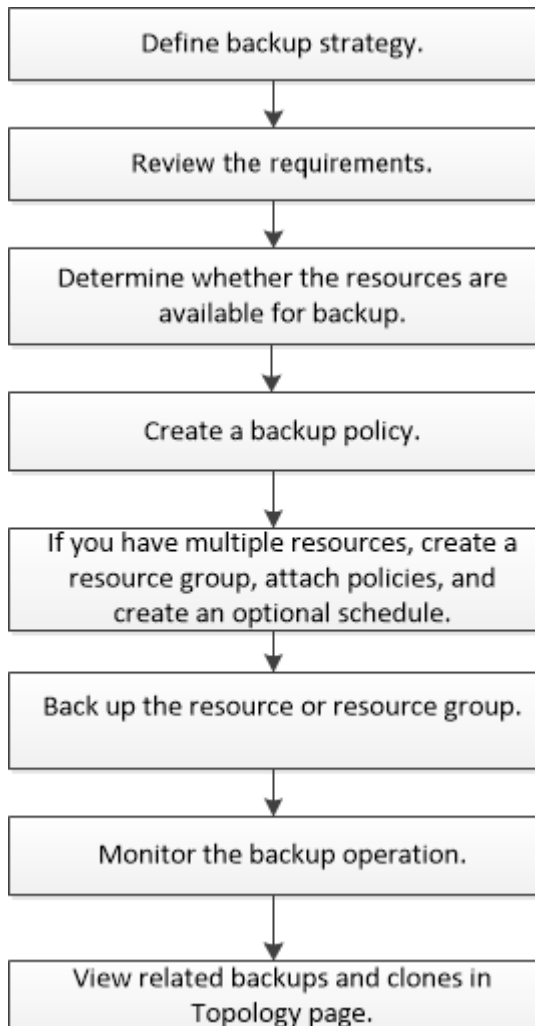 Define backup strategy.
Review the requirements.
Determine whether the resources are
available for backup.
Create a backup policy.
If you have multiple resources, create a
resource group, attach policies, and
create an optional schedule.
Back up the resource or resource group.
Monitor the backup operation.
View related backups and clones in
Topology page.